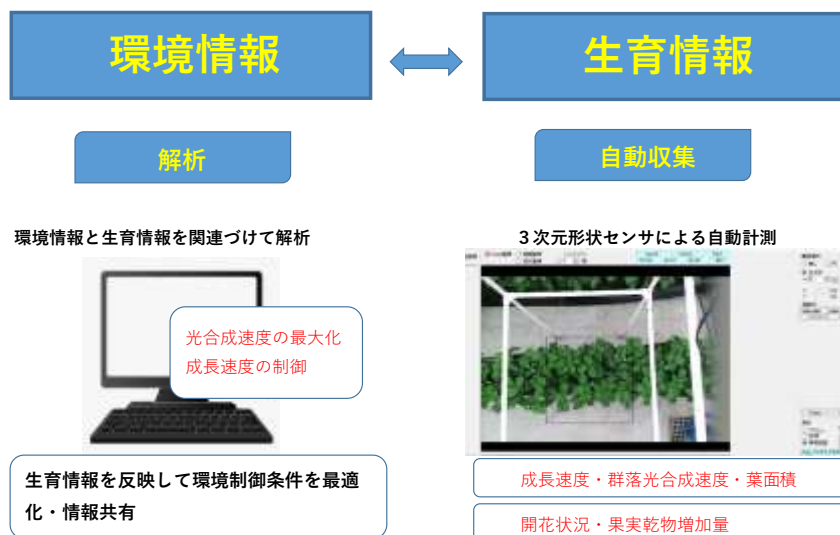 環境情報
生育情報
解析
自動収集
環境情報と生育情報を関連づけて解析
３次元形状センサによる自動計測
光合成速度の最大化
成長速度の制御
生育情報を反映して環境制御条件を最適
化・情報共有
成長速度・群落光合成速度・葉面積
開花状況・果実乾物増加量